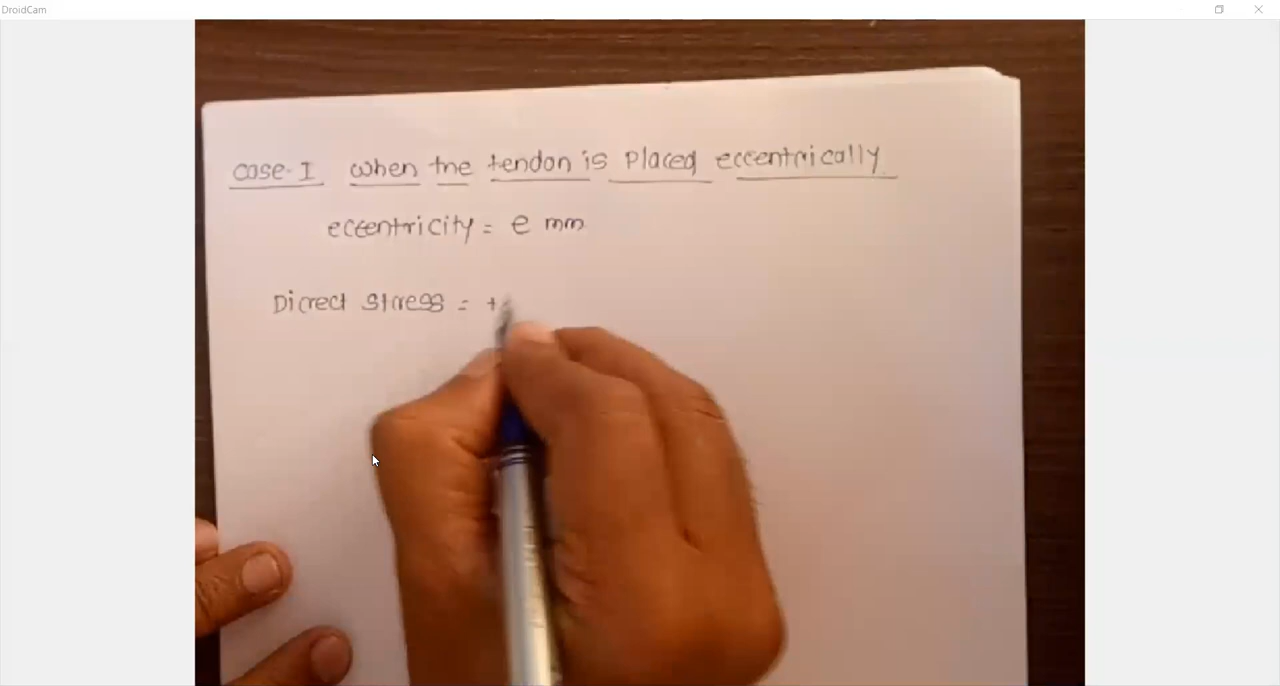 DroidCam
Case-I when the tendon is placed eccentrically
eccentricity = e mm
Direct stress = +